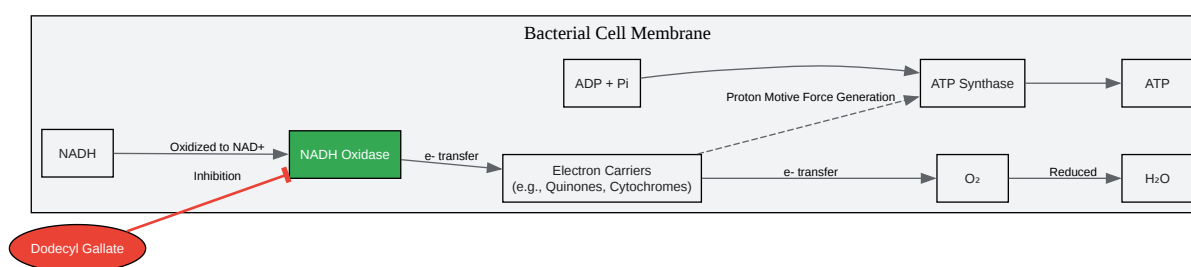 Bacterial Cell Membrane
ADP + Pi
ATP Synthase
ATP
Proton Motive Force Generation
NADH
Oxidized to NAD+
NADH Oxidase
e- transfer
Electron Carriers
(e.g., Quinones, Cytochromes)
e- transfer
O₂
Reduced
H₂O
Inhibition
Dodecyl Gallate